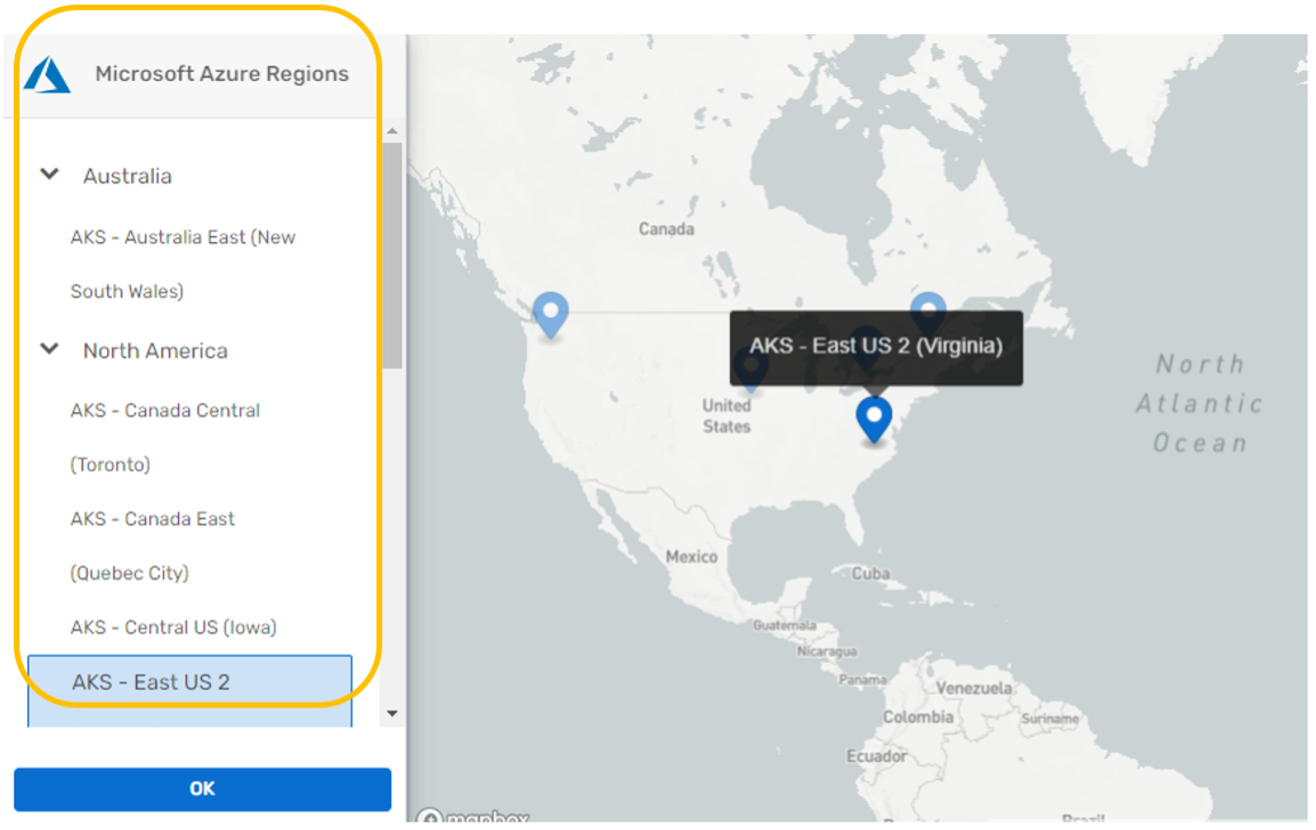 Microsoft Azure Regions
Australia
AKS - Australia East (New
South Wales)
North America
AKS - Canada Central
(Toronto)
AKS - Canada East
(Quebec City)
AKS - Central US (Iowa)
AKS - East US 2
OK
Canada
AKS - East US 2 (Virginia)
United
States
North
Atlantic
Ocean
Mexico
Cuba
Guatemala
Nicaragua
Panama
Venezuela
Colombia
Suriname
Ecuador
Brazil
mapbox